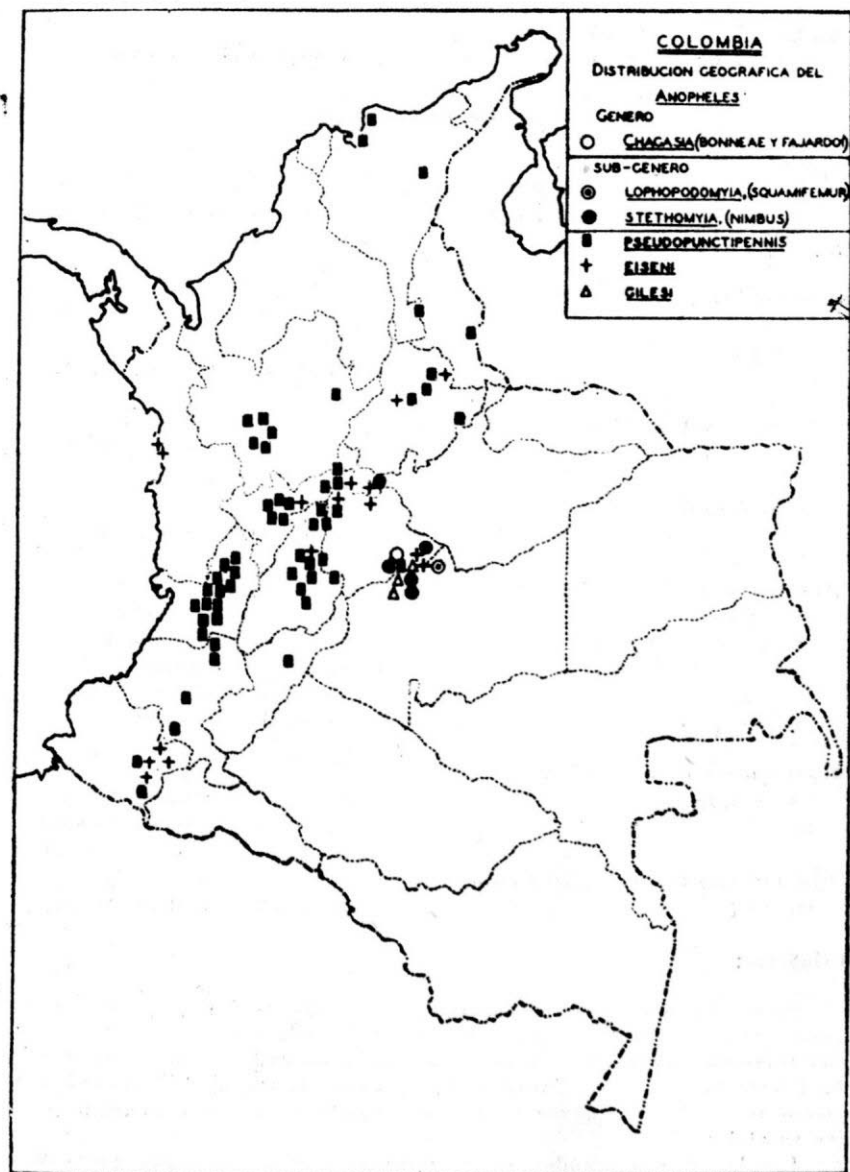 COLOMBIA
DISTRIBUCION GEOGRAFICA DEL
ANOPHELES
GENERO
CHAGASIA (BONNEAE Y FAJARDOI)
SUB-GENERO
LOPHOPODOMYIA, (SQUAMIFEMUR)
STETHOMYIA, (NIMBUS)
PSEUDOPUNCTIPENNIS
EISENI
GILESI